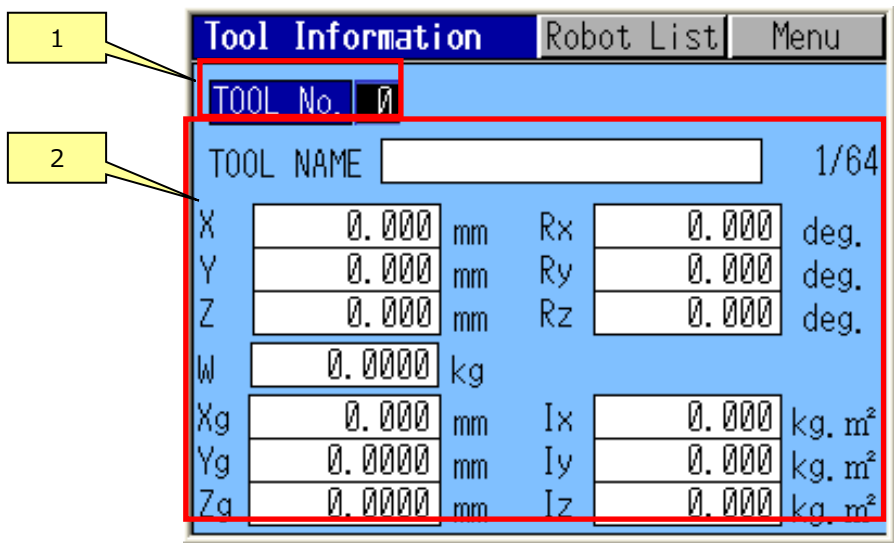 1
Tool Information Robot List Menu
TOOL No. 0
2
TOOL NAME 1/64
X 0.000 mm Rx 0.000 deg.
Y 0.000 mm Ry 0.000 deg.
Z 0.000 mm Rz 0.000 deg.
W 0.0000 kg
Xg 0.000 mm Ix 0.000 kg.m²
Yg 0.0000 mm Iy 0.000 kg.m²
Zg 0.0000 mm Iz 0.000 kg.m²